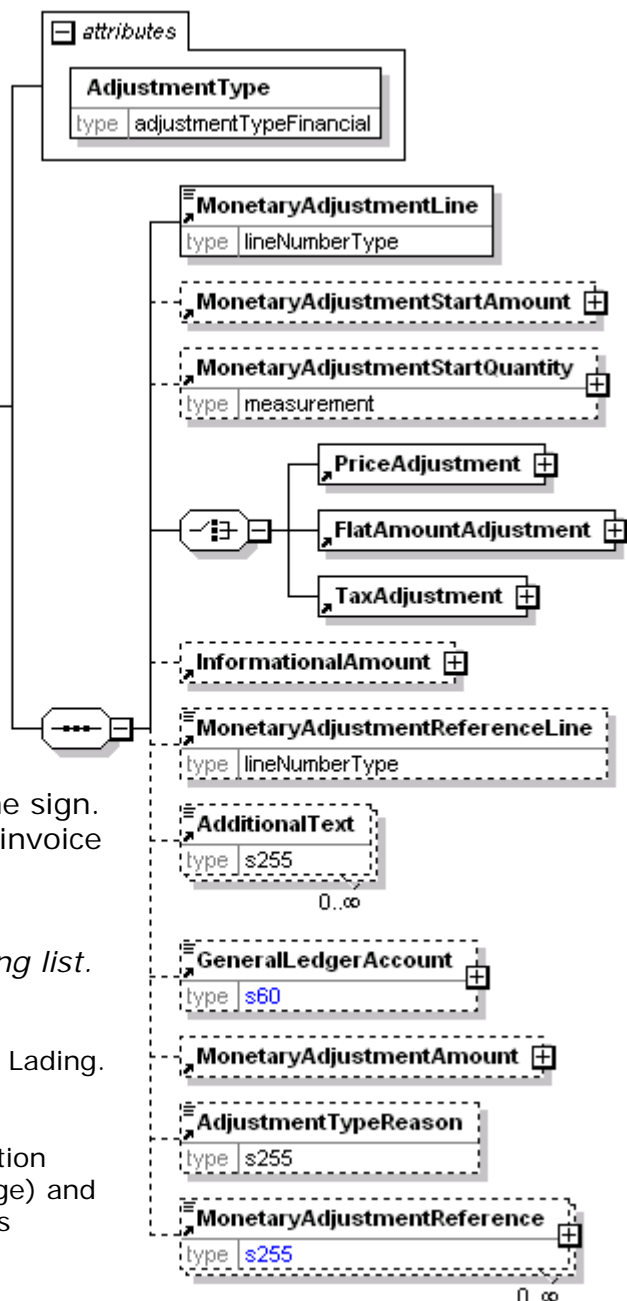 attributes
AdjustmentType
type adjustmentTypeFinancial
MonetaryAdjustmentLine
type lineNumberType
MonetaryAdjustmentStartAmount
MonetaryAdjustmentStartQuantity
type measurement
PriceAdjustment
FlatAmountAdjustment
TaxAdjustment
InformationalAmount
MonetaryAdjustmentReferenceLine
type lineNumberType
AdditionalText
type s255
0..∞
GeneralLedgerAccount
type s60
MonetaryAdjustmentAmount
AdjustmentTypeReason
type s255
MonetaryAdjustmentReference
type s255
0..∞
e sign.
invoice
ng list.
Lading.
tion
ge) and
s